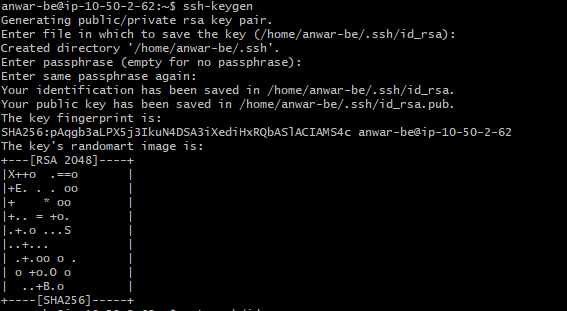 anwar-be@ip-10-50-2-62:~$ ssh-keygen
Generating public/private rsa key pair.
Enter file in which to save the key (/home/anwar-be/.ssh/id_rsa):
Created directory '/home/anwar-be/.ssh'.
Enter passphrase (empty for no passphrase):
Enter same passphrase again:
Your identification has been saved in /home/anwar-be/.ssh/id_rsa.
Your public key has been saved in /home/anwar-be/.ssh/id_rsa.pub.
The key fingerprint is:
SHA256:pAqgb3aLPX5j3IkuN4DSA3iXediHxRQbASlACIAMS4c anwar-be@ip-10-50-2-62
The key's randomart image is:
+---[RSA 2048]----+
|X++o  .==o       |
|+E. . . oo       |
|+     * oo       |
|+.. = +o.        |
|.+.o ...S        |
|..+...           |
| .+.oo o .       |
| o +o.O o        |
|  ..+B.o         |
+----[SHA256]-----+